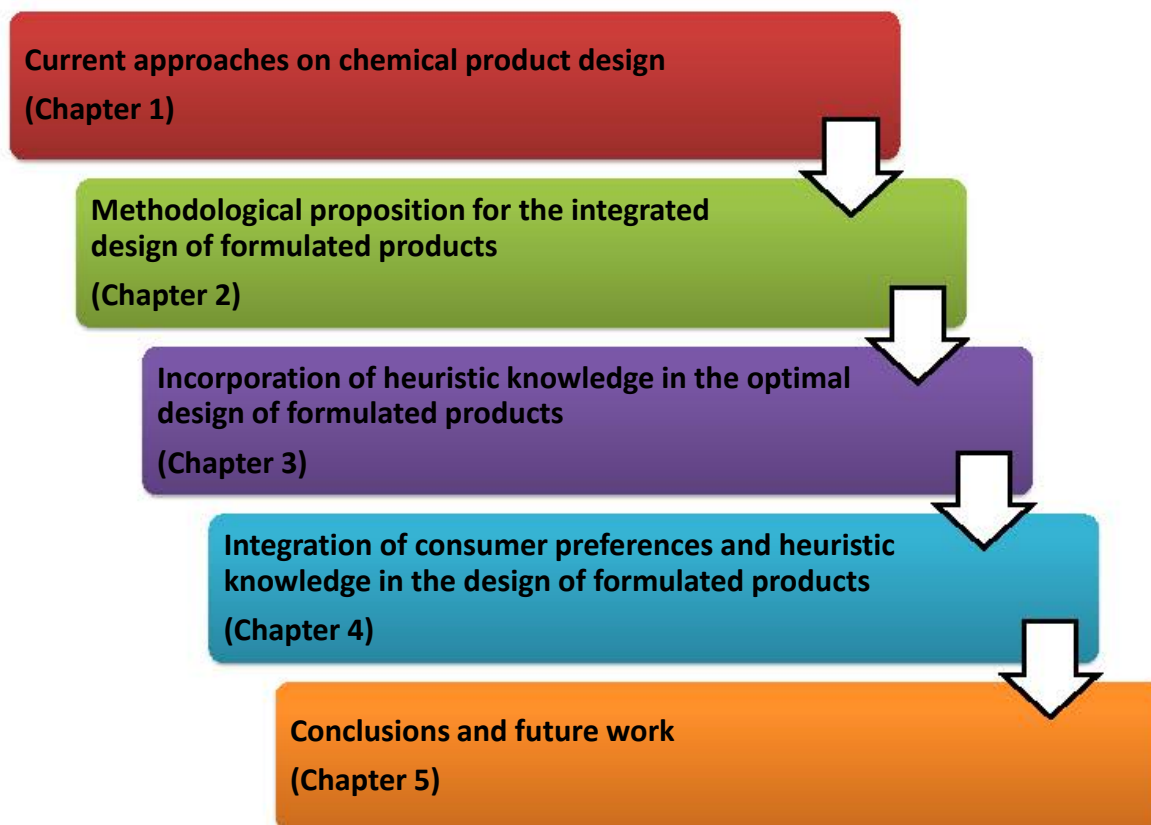 Current approaches on chemical product design
(Chapter 1)
Methodological proposition for the integrated
design of formulated products
(Chapter 2)
Incorporation of heuristic knowledge in the optimal
design of formulated products
(Chapter 3)
Integration of consumer preferences and heuristic
knowledge in the design of formulated products
(Chapter 4)
Conclusions and future work
(Chapter 5)